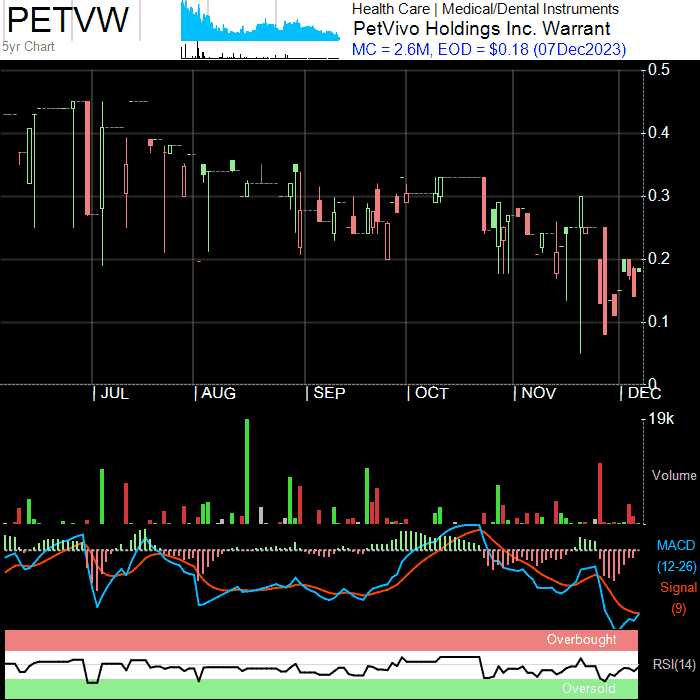 PETVW
5yr Chart
Health Care | Medical/Dental Instruments
PetVivo Holdings Inc. Warrant
MC = 2.6M, EOD = $0.18 (07Dec2023)
0.5
0.4
0.3
0.2
0.1
0
JUL
AUG
SEP
OCT
NOV
DEC
19k
Volume
MACD
(12-26)
Signal
(9)
Overbought
RSI(14)
Oversold